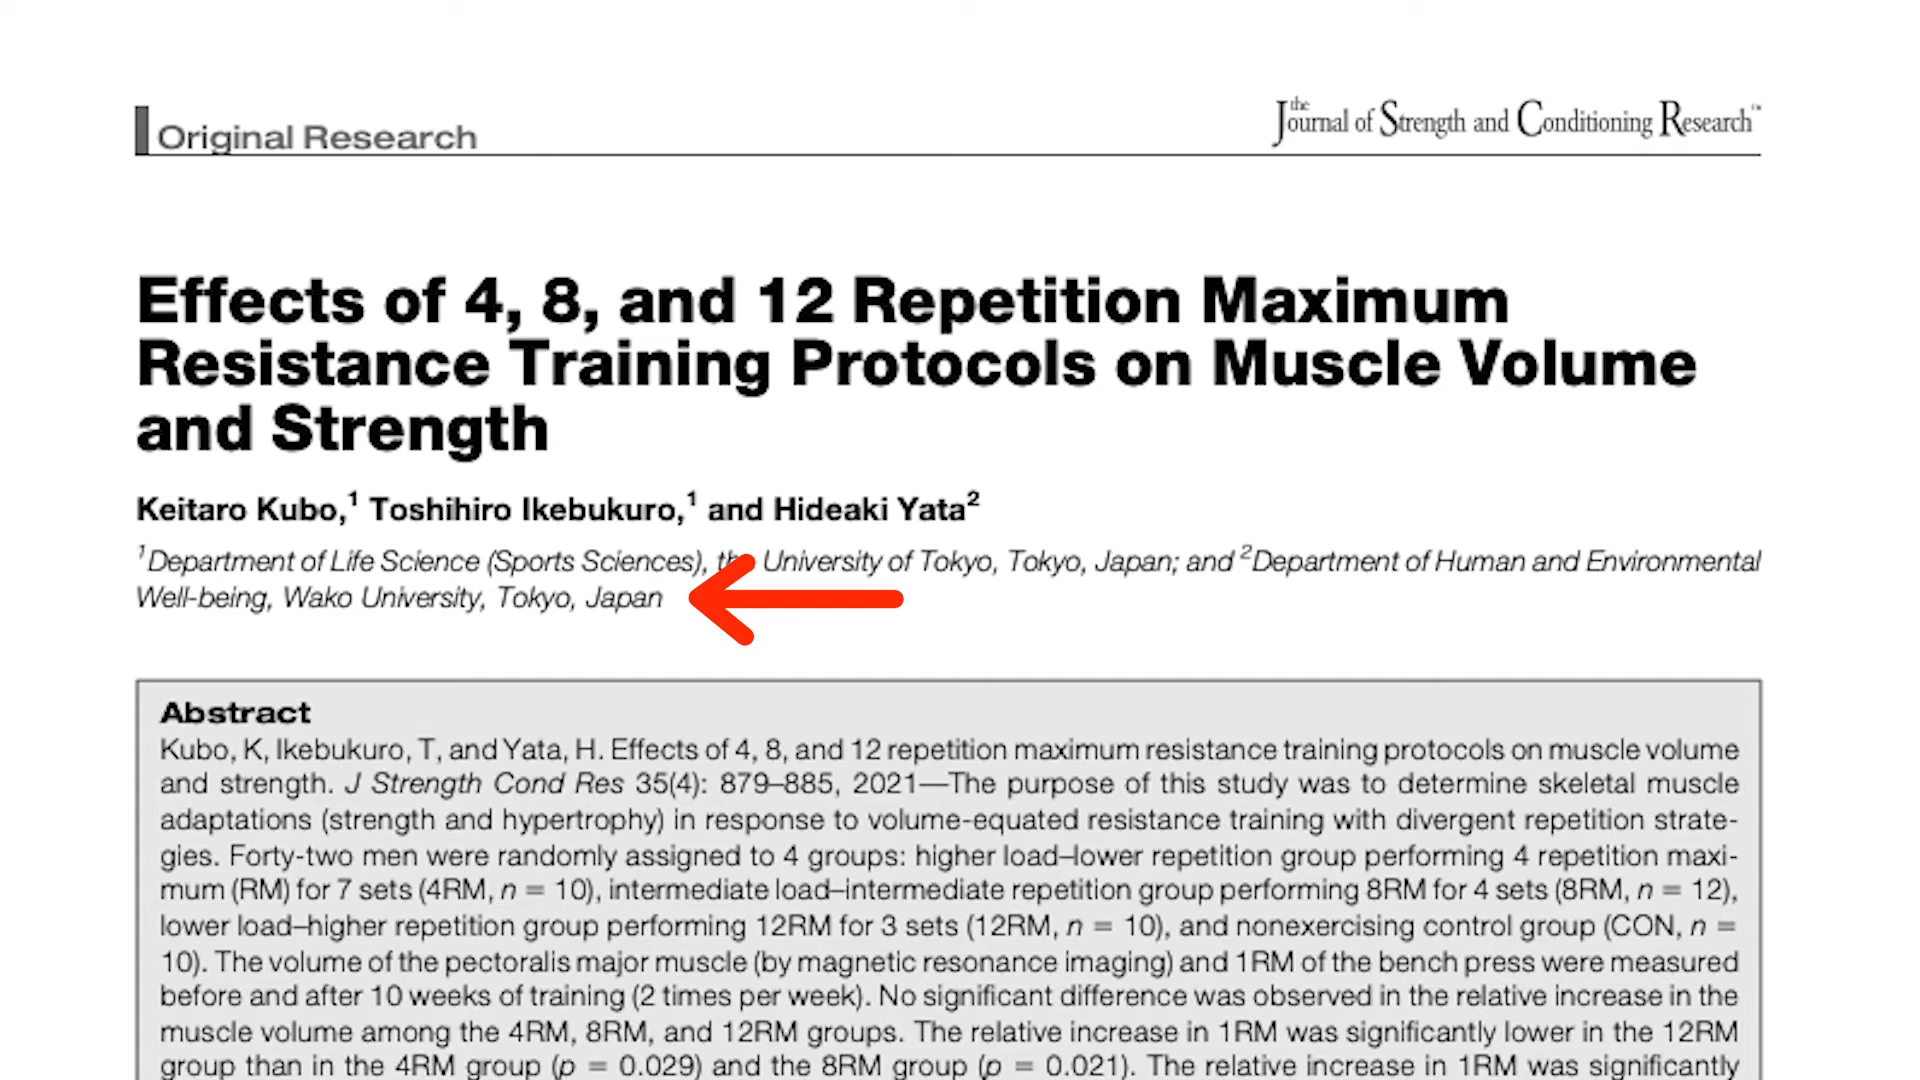 Original Research
the Journal of Strength and Conditioning Research™
Effects of 4, 8, and 12 Repetition Maximum
Resistance Training Protocols on Muscle Volume
and Strength
Keitaro Kubo,¹ Toshihiro Ikebukuro,¹ and Hideaki Yata²
¹Department of Life Science (Sports Sciences), University of Tokyo, Tokyo, Japan; and ²Department of Human and Environmental
Well-being, Wako University, Tokyo, Japan
Abstract
Kubo, K, Ikebukuro, T, and Yata, H. Effects of 4, 8, and 12 repetition maximum resistance training protocols on muscle volume
and strength. J Strength Cond Res 35(4): 879–885, 2021—The purpose of this study was to determine skeletal muscle
adaptations (strength and hypertrophy) in response to volume-equated resistance training with divergent repetition strate-
gies. Forty-two men were randomly assigned to 4 groups: higher load–lower repetition group performing 4 repetition maxi-
mum (RM) for 7 sets (4RM, n = 10), intermediate load–intermediate repetition group performing 8RM for 4 sets (8RM, n = 12),
lower load–higher repetition group performing 12RM for 3 sets (12RM, n = 10), and nonexercising control group (CON, n =
10). The volume of the pectoralis major muscle (by magnetic resonance imaging) and 1RM of the bench press were measured
before and after 10 weeks of training (2 times per week). No significant difference was observed in the relative increase in the
muscle volume among the 4RM, 8RM, and 12RM groups. The relative increase in 1RM was significantly lower in the 12RM
group than in the 4RM group (p = 0.029) and the 8RM group (p = 0.021). The relative increase in 1RM was significantly